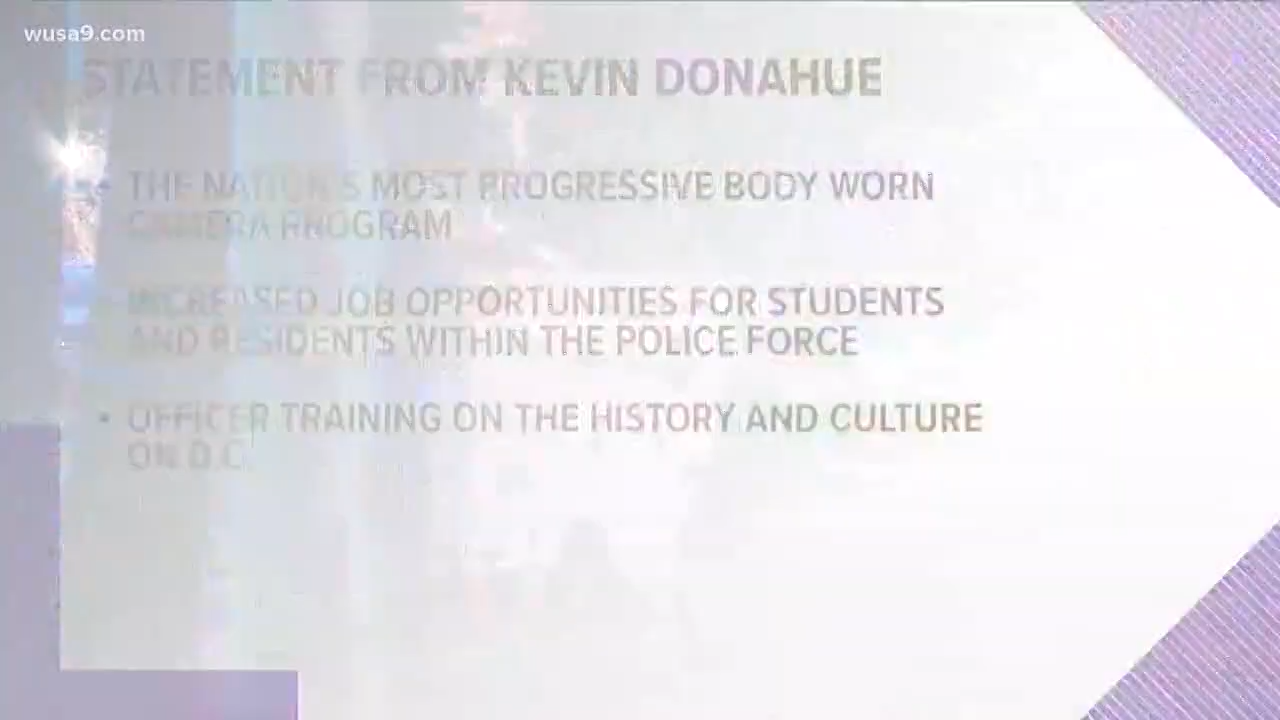 wusa9.com
STATEMENT FROM KEVIN DONAHUE
• THE NATION'S MOST PROGRESSIVE BODY WORN
CAMERA PROGRAM
• INCREASED JOB OPPORTUNITIES FOR STUDENTS
AND RESIDENTS WITHIN THE POLICE FORCE
• OFFICER TRAINING ON THE HISTORY AND CULTURE
ON D.C.